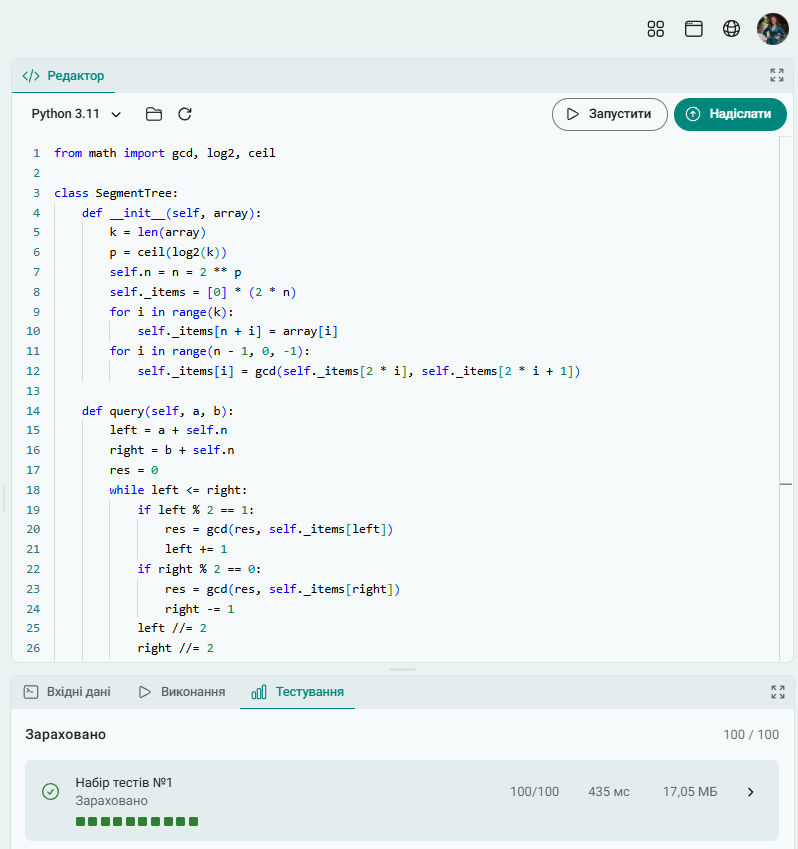 Редактор
Python 3.11
Запустити
Надіслати
1 from math import gcd, log2, ceil
2
3 class SegmentTree:
4     def __init__(self, array):
5         k = len(array)
6         p = ceil(log2(k))
7         self.n = n = 2 ** p
8         self._items = [0] * (2 * n)
9         for i in range(k):
10             self._items[n + i] = array[i]
11         for i in range(n - 1, 0, -1):
12             self._items[i] = gcd(self._items[2 * i], self._items[2 * i + 1])
13
14     def query(self, a, b):
15         left = a + self.n
16         right = b + self.n
17         res = 0
18         while left <= right:
19             if left % 2 == 1:
20                 res = gcd(res, self._items[left])
21                 left += 1
22             if right % 2 == 0:
23                 res = gcd(res, self._items[right])
24                 right -= 1
25             left //= 2
26             right //= 2
Вхідні дані
Виконання
Тестування
Зараховано 100 / 100
Набір тестів №1
Зараховано
100/100 435 мс 17,05 МБ